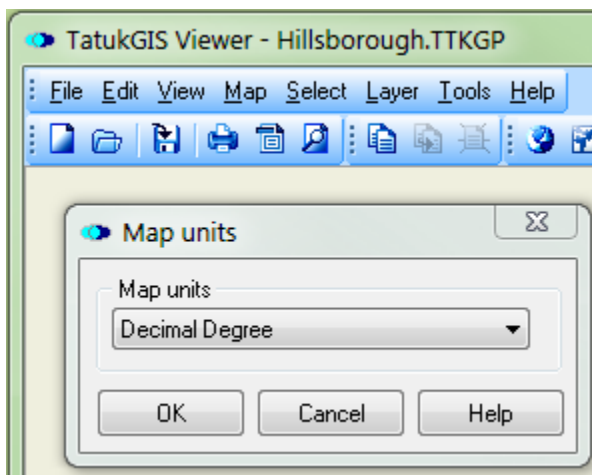 TatukGIS Viewer - Hillsborough.TTKGP
File Edit View Map Select Layer Tools Help
Map units
Map units
Decimal Degree
OK Cancel Help